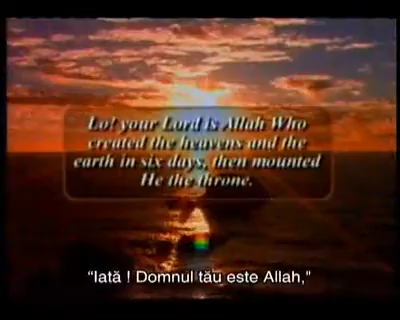 Lo! your Lord is Allah Who
created the heavens and the
earth in six days, then mounted
He the throne.
“Iată ! Domnul tău este Allah,"